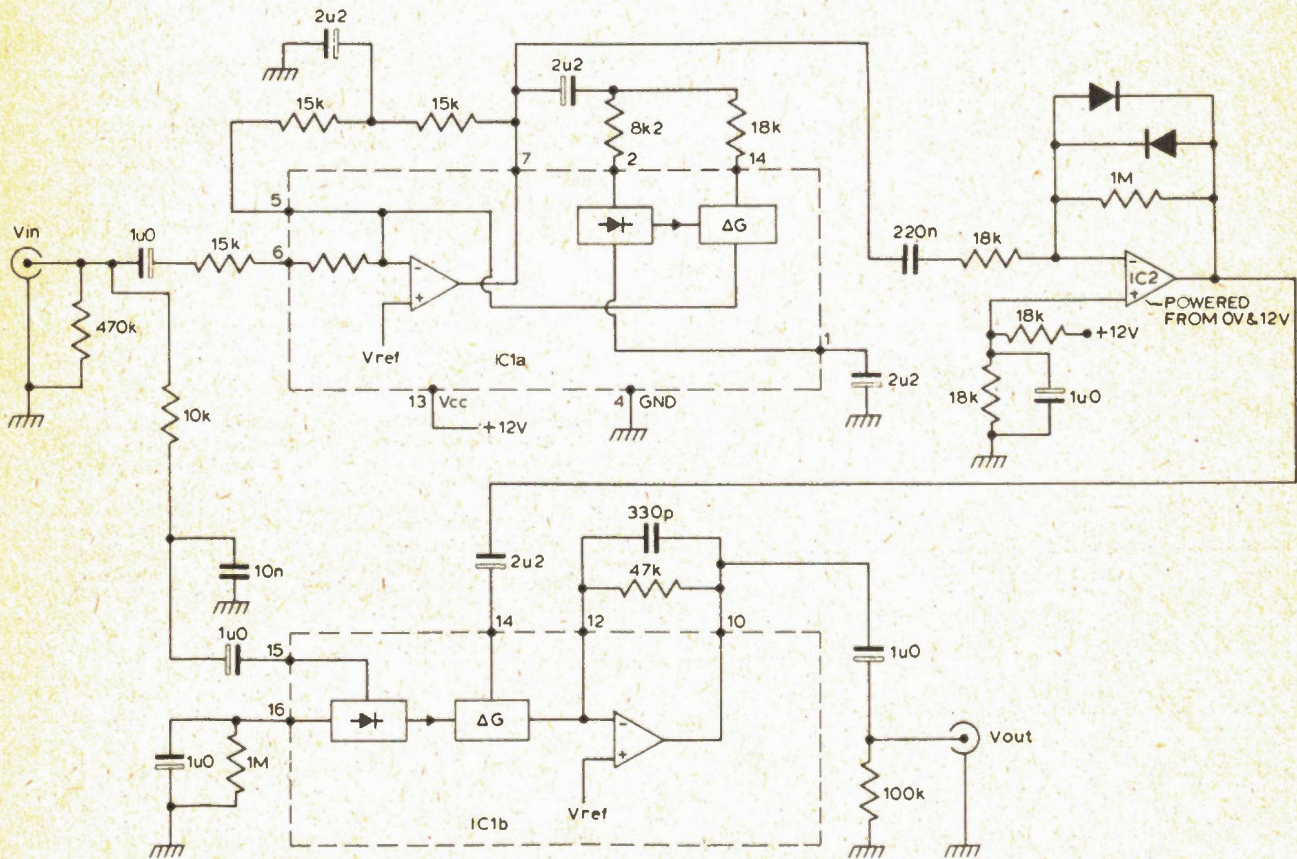 2u2
2u2
15k
15k
8k2
18k
7
2
14
5
Vin
1u0
15k
6
ΔG
470k
Vref
IC1a
1
2u2
13
Vcc
4
GND
+12V
10k
220n
18k
1M
IC2
POWERED
FROM 0V&12V
18k
+12V
18k
1u0
10n
2u2
330p
47k
1u0
15
14
12
10
16
ΔG
1u0
1M
Vref
IC1b
1u0
Vout
100k